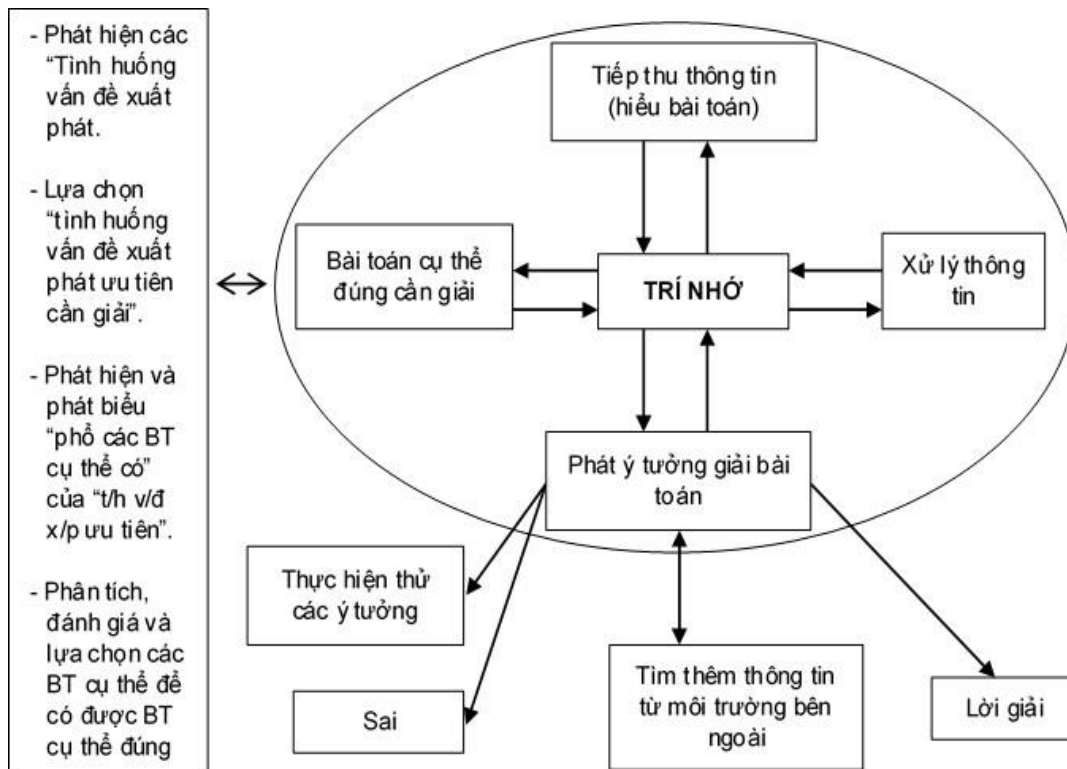 - Phát hiện các
“Tình huống
vấn đề xuất
phát.
- Lựa chọn
“tình huống
vấn đề xuất
phát ưu tiên
cần giải”.
- Phát hiện và
phát biểu
“phổ các BT
cụ thể có”
của “t/h v/đ
x/p ưu tiên”.
- Phân tích,
đánh giá và
lựa chọn các
BT cụ thể để
có được BT
cụ thể đúng
Tiếp thu thông tin
(hiểu bài toán)
Bài toán cụ thể
đúng cần giải
TRÍ NHỚ
Xử lý thông
tin
Phát ý tưởng giải bài
toán
Thực hiện thử
các ý tưởng
Sai
Tìm thêm thông tin
từ môi trường bên
ngoài
Lời giải